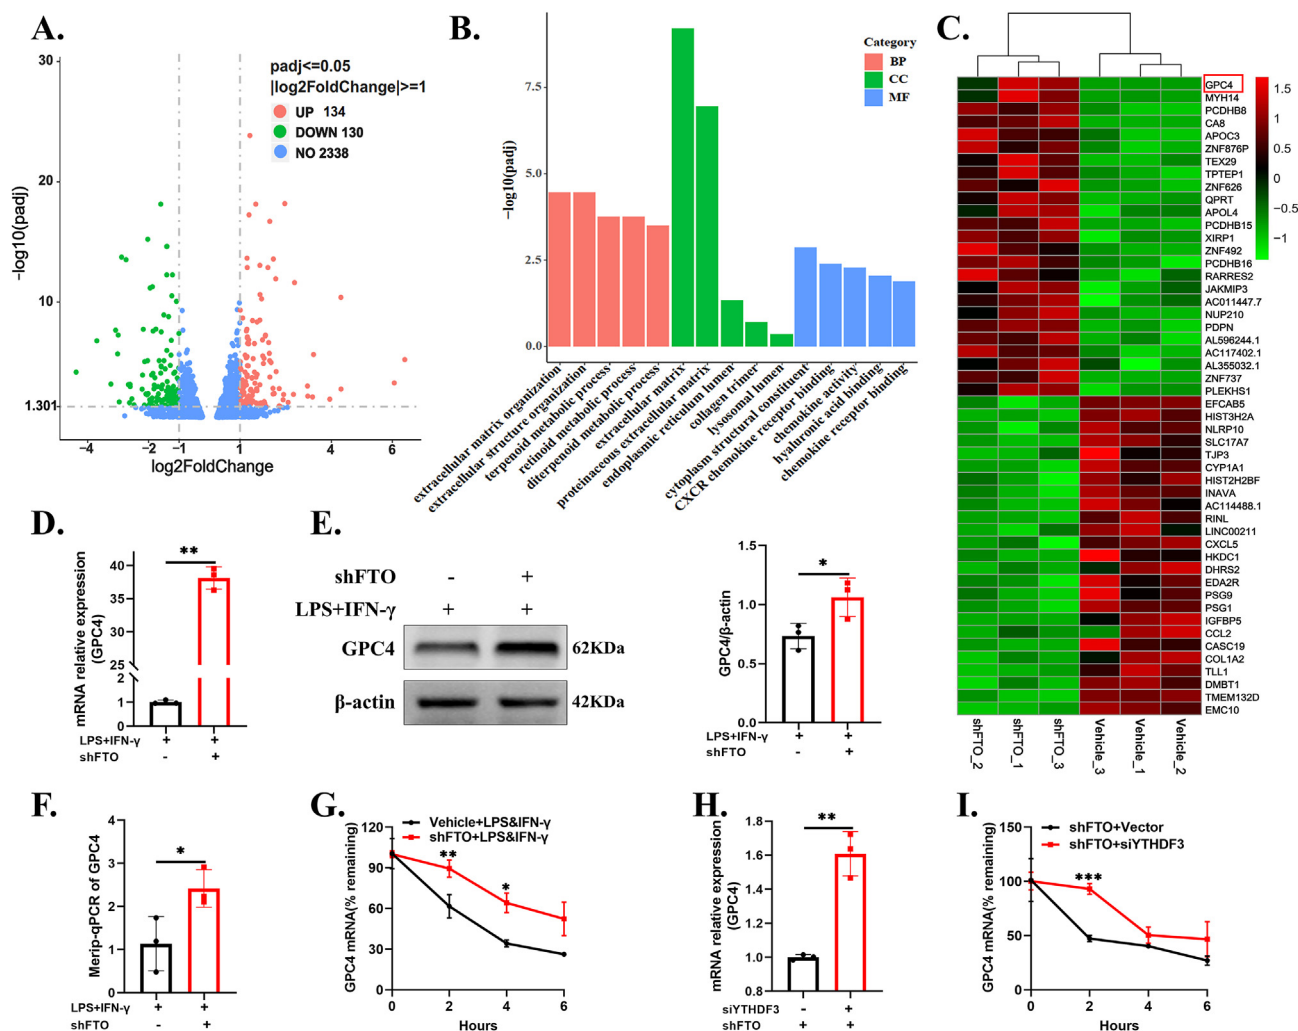 A.
30
20
10
1.301
-log10(padj)
-4
-2
-1
1
2
4
6
log2FoldChange
padj<=0.05
|log2FoldChange|>=1
UP 134
DOWN 130
NO 2338
B.
7.5
5.0
2.5
0.0
-log10(padj)
Category
BP
CC
MF
extracellular matrix organization
extracellular structure organization
terpenoid metabolic process
retinoid metabolic process
diterpenoid metabolic process
extracellular matrix
proteinaceous extracellular matrix
endoplasmic reticulum lumen
collagen trimer
lysosomal lumen
cytoplasm structural constituent
CXCR chemokine receptor binding
chemokine activity
hyaluronic acid binding
chemokine receptor binding
C.
GPC4
MYH14
PCDHB8
CA8
APOC3
ZNF876P
TEX29
TPTEP1
ZNF626
QPRT
APOL4
PCDHB15
XIRP1
ZNF492
PCDHB16
RARRES2
JAKMIP3
AC011447.7
NUP210
PDPN
AL596244.1
AC117402.1
AL355032.1
ZNF737
PLEKHS1
EFCAB5
HIST3H2A
NLRP10
SLC17A7
TJP3
CYP1A1
HIST2H2BF
INAVA
AC114488.1
RINL
LINC00211
CXCL5
HKDC1
DHRS2
EDA2R
PSG9
PSG1
IGFBP5
CCL2
CASC19
COL1A2
TLL1
DMBT1
TMEM132D
EMC10
1.5
1
0.5
0
-0.5
-1
shFTO_2
shFTO_1
shFTO_3
Vehicle_3
Vehicle_1
Vehicle_2
D.
mRNA relative expression
(GPC4)
40
35
30
25
2
1
0
**
LPS+IFN-γ + +
shFTO - +
E.
shFTO - +
LPS+IFN-γ + +
GPC4 62KDa
β-actin 42KDa
GPC4/β-actin
1.5
1.0
0.5
0.0
*
LPS+IFN-γ + +
shFTO - +
F.
Merip-qPCR of GPC4
4
3
2
1
0
*
LPS+IFN-γ + +
shFTO - +
G.
Vehicle+LPS&IFN-γ
shFTO+LPS&IFN-γ
GPC4 mRNA(% remaining)
120
90
60
30
0
**
*
0 2 4 6
Hours
H.
mRNA relative expression
(GPC4)
1.8
1.6
1.4
1.2
1.0
0.8
**
siYTHDF3 - +
shFTO + +
I.
shFTO+Vector
shFTO+siYTHDF3
GPC4 mRNA(% remaining)
150
100
50
0
***
0 2 4 6
Hours